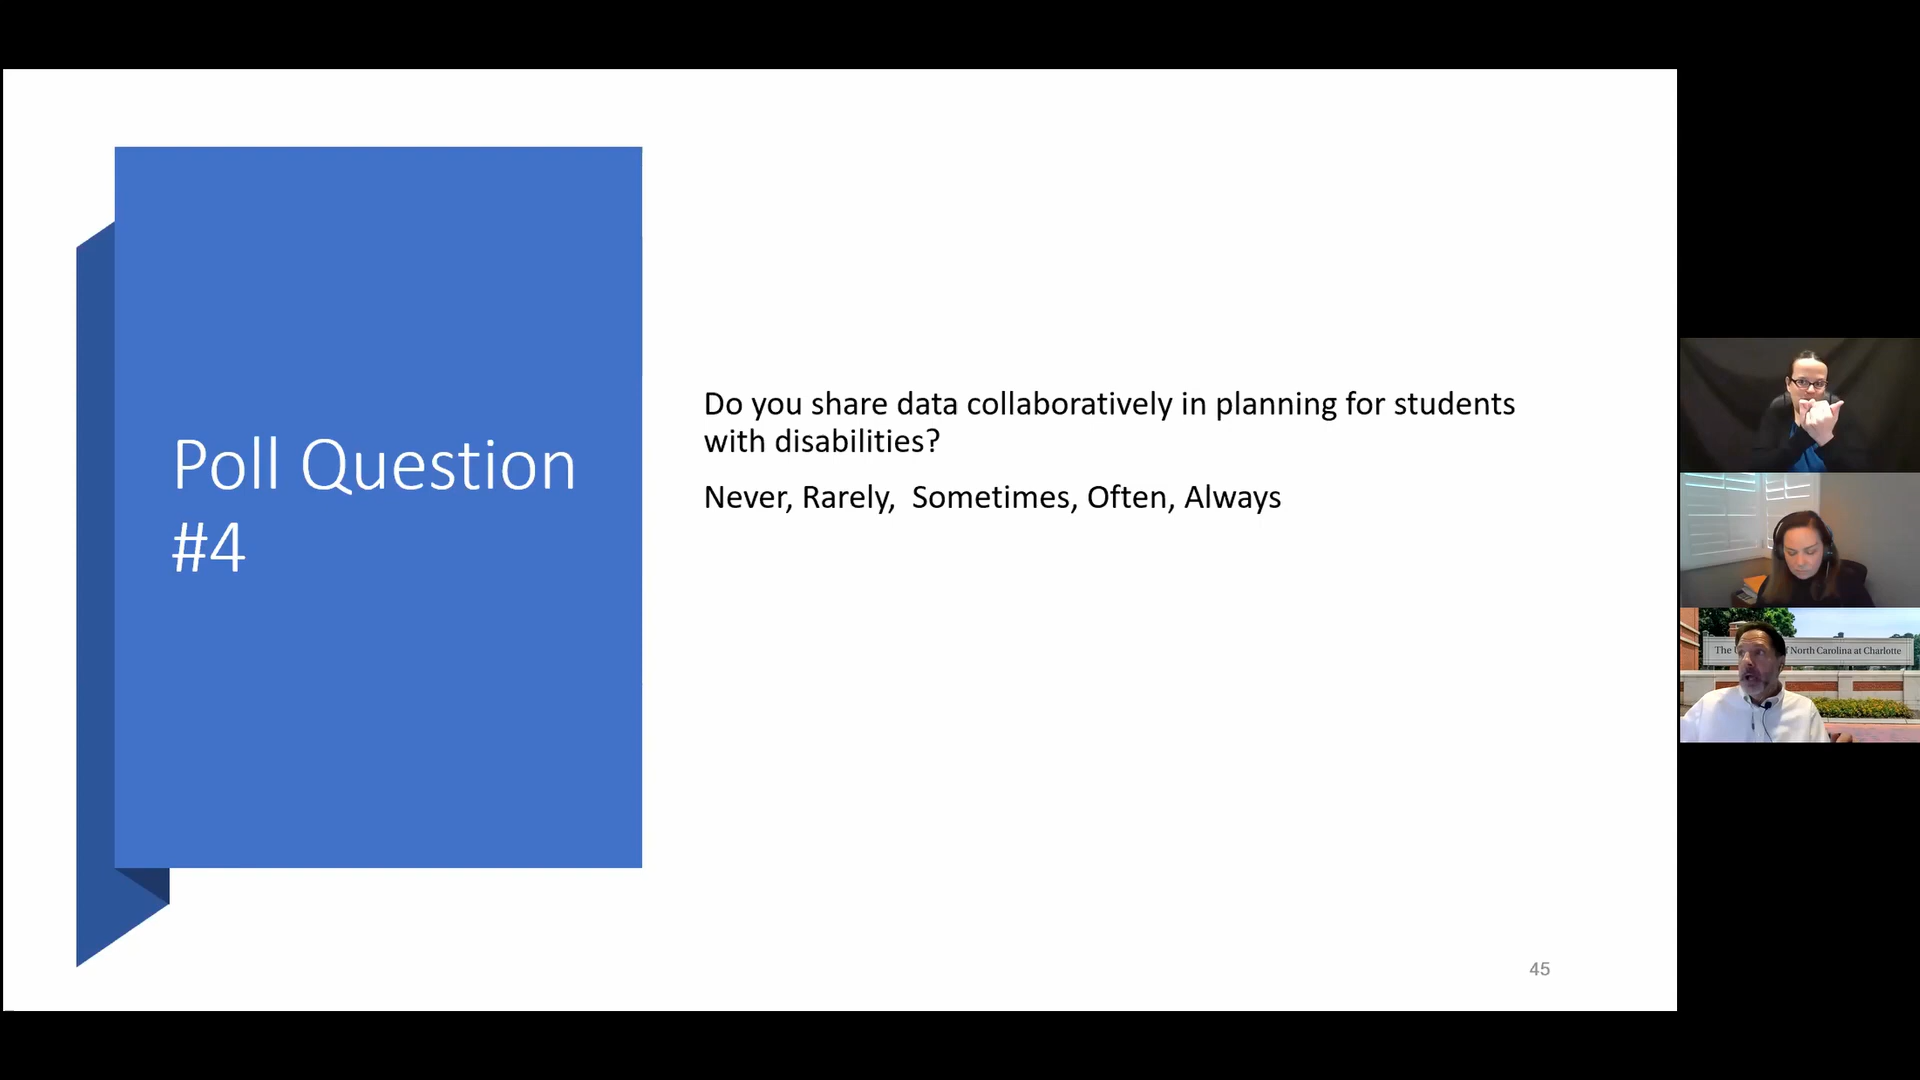 Poll Question
#4
Do you share data collaboratively in planning for students
with disabilities?
Never, Rarely,  Sometimes, Often, Always
45
The
North Carolina at Charlotte